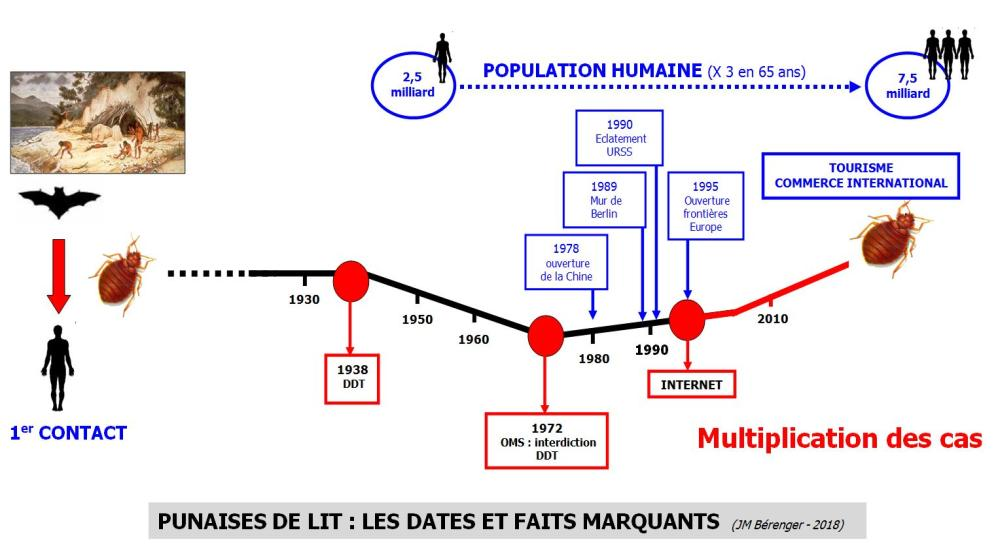 2,5
milliard
POPULATION HUMAINE (X 3 en 65 ans)
7,5
milliard
1990
Eclatement
URSS
TOURISME
COMMERCE INTERNATIONAL
1989
Mur de
Berlin
1995
Ouverture
frontières
Europe
1978
ouverture
de la Chine
1930
1950
1960
1980
1990
2010
1938
DDT
INTERNET
1972
OMS : interdiction
DDT
1er CONTACT
Multiplication des cas
PUNAISES DE LIT : LES DATES ET FAITS MARQUANTS (JM Bérenger - 2018)